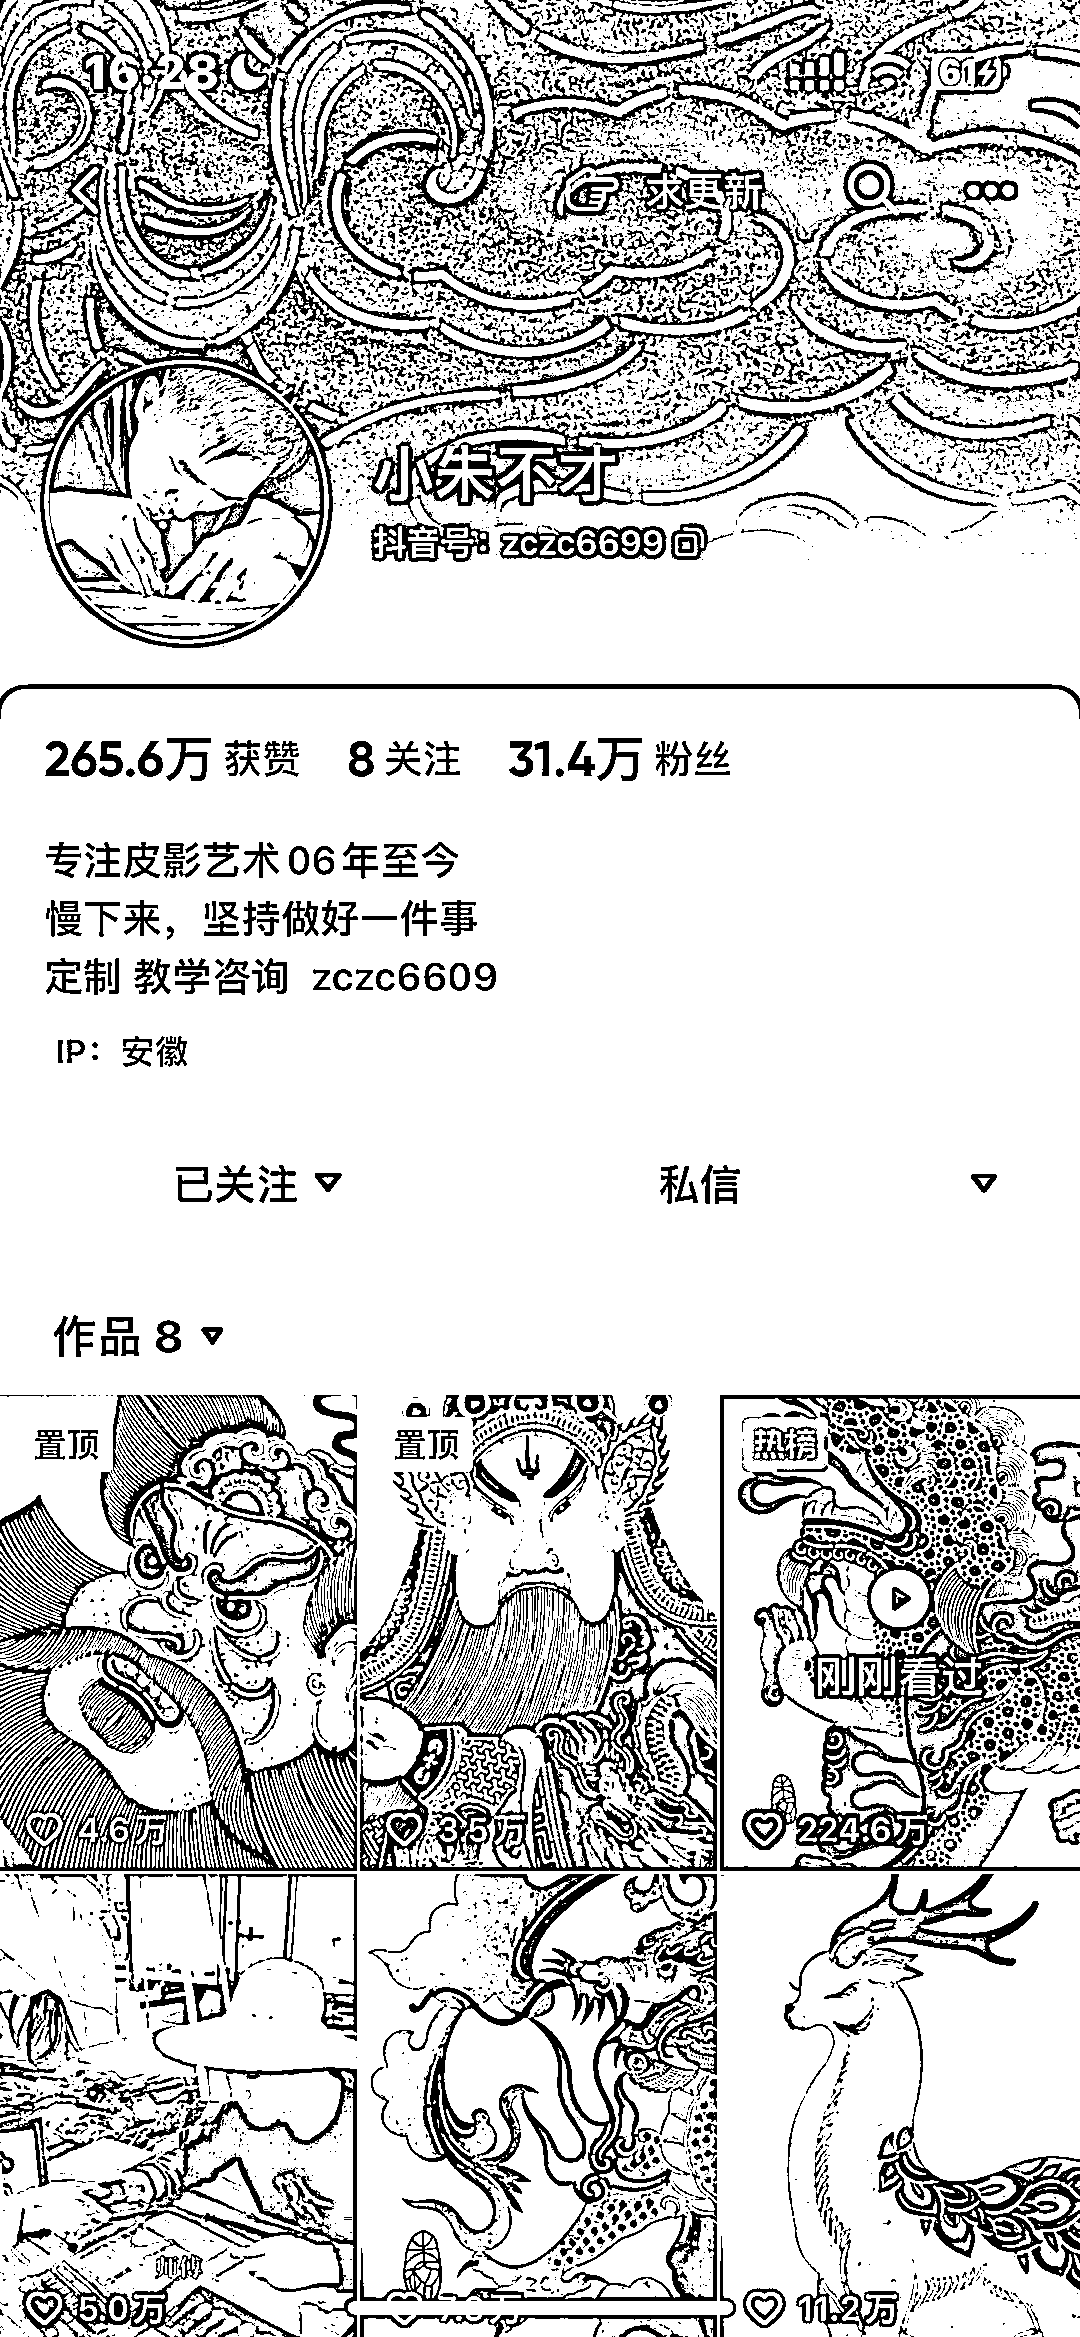 16:28
61
求更新
小朱不才
抖音号：zczc6699
265.6万 获赞 8 关注 31.4万 粉丝
专注皮影艺术06年至今
慢下来，坚持做好一件事
定制 教学咨询 zczc6609
IP：安徽
已关注 私信
作品 8
置顶 置顶 热榜
刚刚看过
4.6万 3.5万 224.6万
师傅
5.0万 11.2万